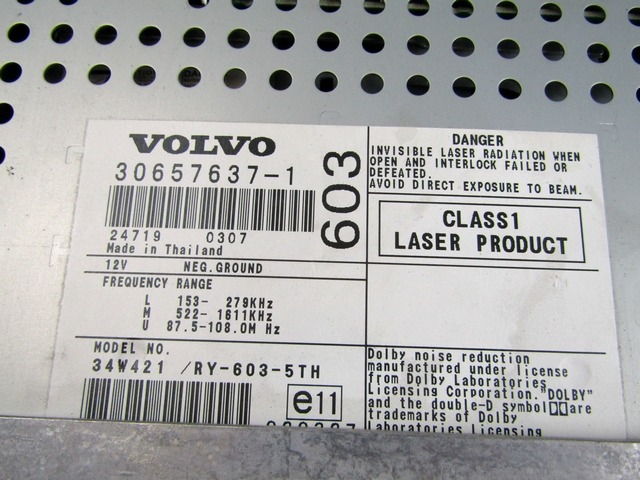 VOLVO
30657637-1
603
24719 0307
Made in Thailand
12V NEG.GROUND
FREQUENCY RANGE
L 153- 279KHz
M 522- 1611KHz
U 87.5-108.0M Hz
MODEL NO.
34W421 /RY-603-5TH
e11
DANGER
INVISIBLE LASER RADIATION WHEN
OPEN AND INTERLOCK FAILED OR
DEFEATED.
AVOID DIRECT EXPOSURE TO BEAM.
CLASS1
LASER PRODUCT
Dolby noise reduction
manufactured under license
from Dolby Laboratories
Licensing Corporation."DOLBY"
and the double-D symbol are
trademarks of Dolby
Laboratories Licensing